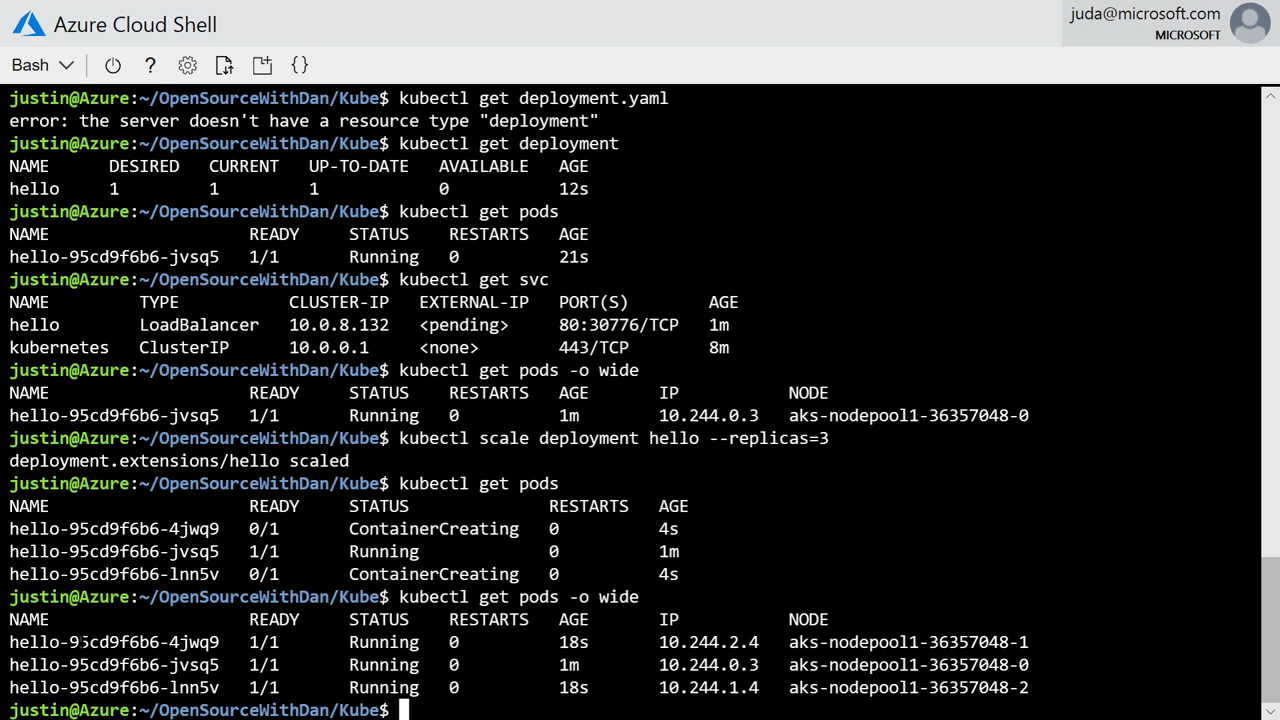 Azure Cloud Shell
juda@microsoft.com
MICROSOFT
Bash
justin@Azure:~/OpenSourceWithDan/Kube$ kubectl get deployment.yaml
error: the server doesn't have a resource type "deployment"
justin@Azure:~/OpenSourceWithDan/Kube$ kubectl get deployment
NAME DESIRED CURRENT UP-TO-DATE AVAILABLE AGE
hello 1 1 1 0 12s
justin@Azure:~/OpenSourceWithDan/Kube$ kubectl get pods
NAME READY STATUS RESTARTS AGE
hello-95cd9f6b6-jvsq5 1/1 Running 0 21s
justin@Azure:~/OpenSourceWithDan/Kube$ kubectl get svc
NAME TYPE CLUSTER-IP EXTERNAL-IP PORT(S) AGE
hello LoadBalancer 10.0.8.132 <pending> 80:30776/TCP 1m
kubernetes ClusterIP 10.0.0.1 <none> 443/TCP 8m
justin@Azure:~/OpenSourceWithDan/Kube$ kubectl get pods -o wide
NAME READY STATUS RESTARTS AGE IP NODE
hello-95cd9f6b6-jvsq5 1/1 Running 0 1m 10.244.0.3 aks-nodepool1-36357048-0
justin@Azure:~/OpenSourceWithDan/Kube$ kubectl scale deployment hello --replicas=3
deployment.extensions/hello scaled
justin@Azure:~/OpenSourceWithDan/Kube$ kubectl get pods
NAME READY STATUS RESTARTS AGE
hello-95cd9f6b6-4jwq9 0/1 ContainerCreating 0 4s
hello-95cd9f6b6-jvsq5 1/1 Running 0 1m
hello-95cd9f6b6-lnn5v 0/1 ContainerCreating 0 4s
justin@Azure:~/OpenSourceWithDan/Kube$ kubectl get pods -o wide
NAME READY STATUS RESTARTS AGE IP NODE
hello-95cd9f6b6-4jwq9 1/1 Running 0 18s 10.244.2.4 aks-nodepool1-36357048-1
hello-95cd9f6b6-jvsq5 1/1 Running 0 1m 10.244.0.3 aks-nodepool1-36357048-0
hello-95cd9f6b6-lnn5v 1/1 Running 0 18s 10.244.1.4 aks-nodepool1-36357048-2
justin@Azure:~/OpenSourceWithDan/Kube$